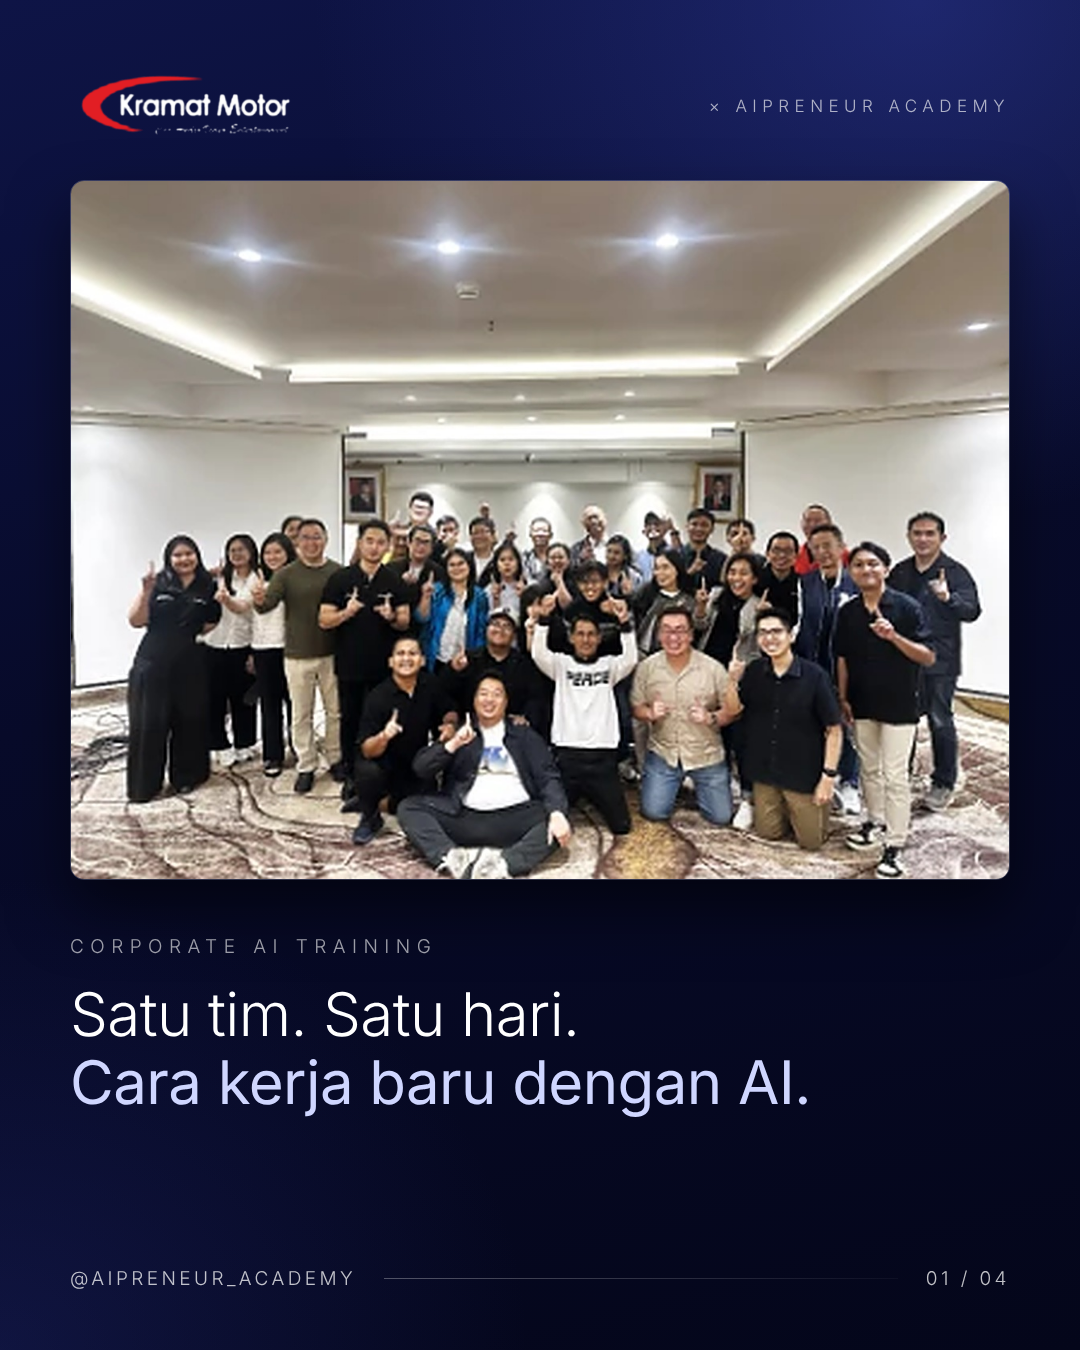 Kramat Motor
× AIPRENEUR ACADEMY
PEACE
CORPORATE AI TRAINING
Satu tim. Satu hari.
Cara kerja baru dengan AI.
@AIPRENEUR_ACADEMY
01 / 04